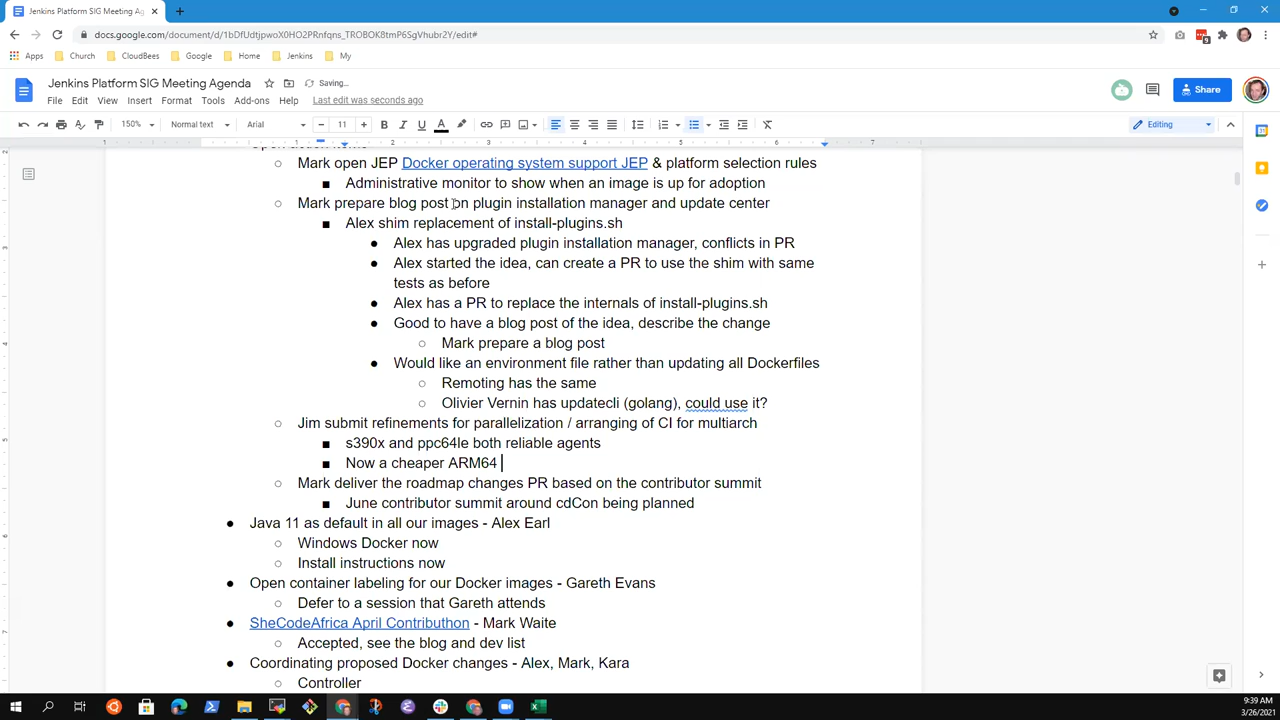 Jenkins Platform SIG Meeting Age
docs.google.com/document/d/1bDfUdtjpwoX0HO2PRnfqns_TROBOK8tmP6SgVhubr2Y/edit#
Apps Church CloudBees Google Home Jenkins My
Jenkins Platform SIG Meeting Agenda Saving...
File Edit View Insert Format Tools Add-ons Help Last edit was seconds ago
Share
150% Normal text Arial 11 Editing
1 1 2 3 4 5 6 7
Mark open JEP Docker operating system support JEP & platform selection rules
Administrative monitor to show when an image is up for adoption
Mark prepare blog post on plugin installation manager and update center
Alex shim replacement of install-plugins.sh
Alex has upgraded plugin installation manager, conflicts in PR
Alex started the idea, can create a PR to use the shim with same
tests as before
Alex has a PR to replace the internals of install-plugins.sh
Good to have a blog post of the idea, describe the change
Mark prepare a blog post
Would like an environment file rather than updating all Dockerfiles
Remoting has the same
Olivier Vernin has updatecli (golang), could use it?
Jim submit refinements for parallelization / arranging of CI for multiarch
s390x and ppc64le both reliable agents
Now a cheaper ARM64
Mark deliver the roadmap changes PR based on the contributor summit
June contributor summit around cdCon being planned
Java 11 as default in all our images - Alex Earl
Windows Docker now
Install instructions now
Open container labeling for our Docker images - Gareth Evans
Defer to a session that Gareth attends
SheCodeAfrica April Contributhon - Mark Waite
Accepted, see the blog and dev list
Coordinating proposed Docker changes - Alex, Mark, Kara
Controller
9:39 AM
3/26/2021